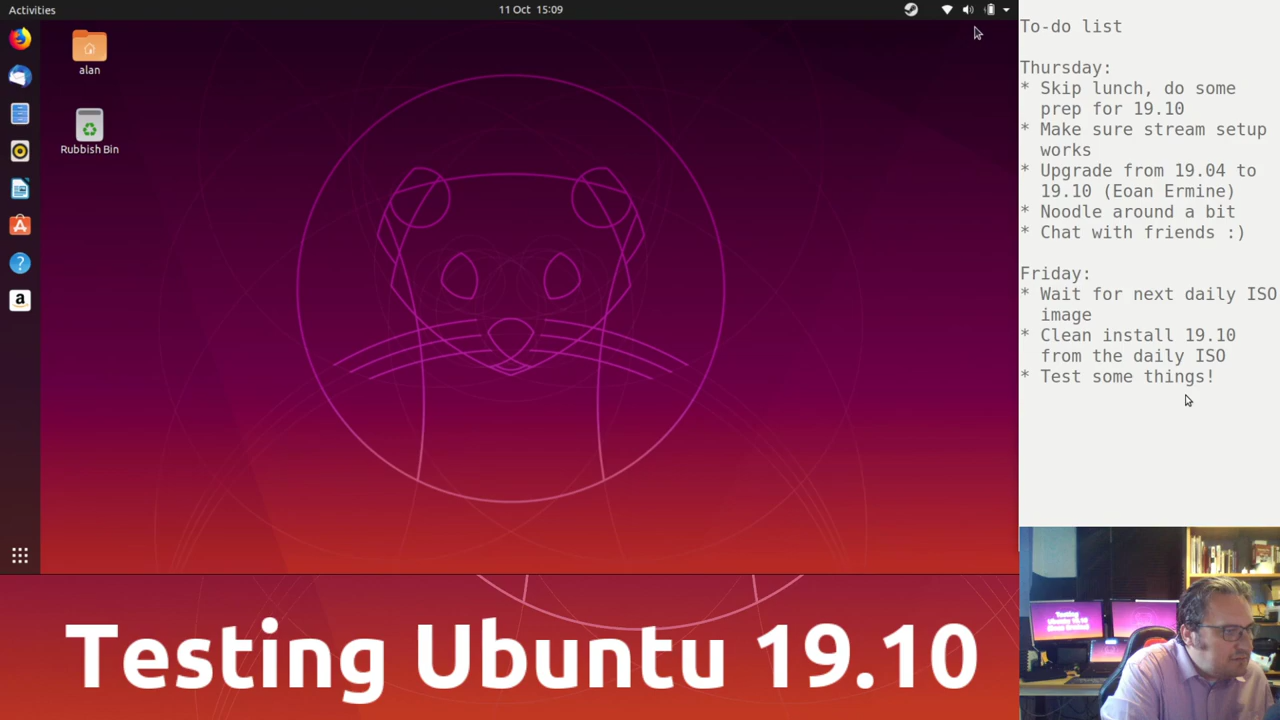 Activities
11 Oct 15:09
alan
Rubbish Bin
a
To-do list
Thursday:
* Skip lunch, do some
prep for 19.10
* Make sure stream setup
works
* Upgrade from 19.04 to
19.10 (Eoan Ermine)
* Noodle around a bit
* Chat with friends :)
Friday:
* Wait for next daily ISO
image
* Clean install 19.10
from the daily ISO
* Test some things!
Testing Ubuntu 19.10